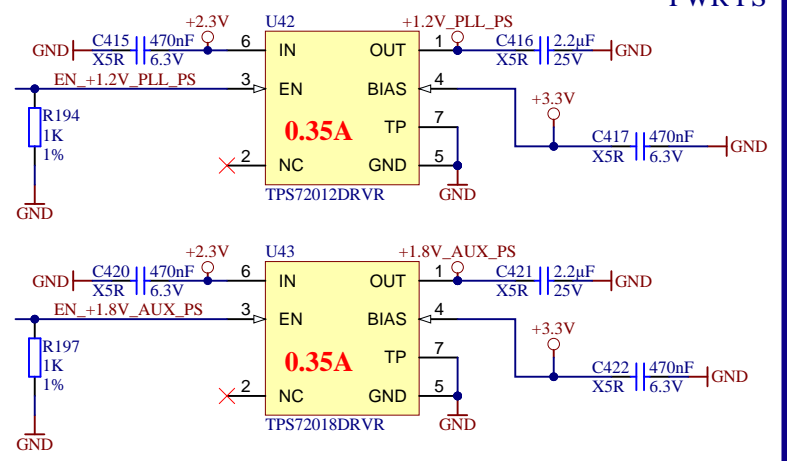 PWR PS
+2.3V U42 +1.2V_PLL_PS
GND C415 470nF 6 IN OUT 1 C416 2.2µF GND
X5R 6.3V X5R 25V
EN_+1.2V_PLL_PS 3 EN BIAS 4
R194 +3.3V
1K 0.35A TP 7 C417 470nF GND
1% X5R 6.3V
2 NC GND 5
TPS72012DRVR GND
GND
+2.3V U43 +1.8V_AUX_PS
GND C420 470nF 6 IN OUT 1 C421 2.2µF GND
X5R 6.3V X5R 25V
EN_+1.8V_AUX_PS 3 EN BIAS 4
+3.3V
R197 TP 7
1K 0.35A C422 470nF GND
1% X5R 6.3V
2 NC GND 5
TPS72018DRVR GND
GND